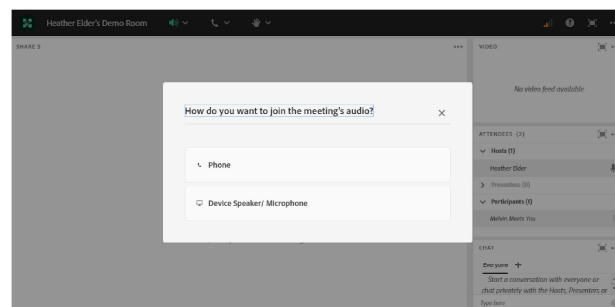 Heather Elder's Demo Room
SHARE 5
VIDEO
No video feed available
How do you want to join the meeting's audio?
Phone
Device Speaker/ Microphone
ATTENDEES (2)
Hosts (1)
Heather Elder
Presenters (0)
Participants (1)
Melvin Meets You
CHAT
Everyone
Start a conversation with everyone or
chat privately with the Hosts, Presenters or
Type here